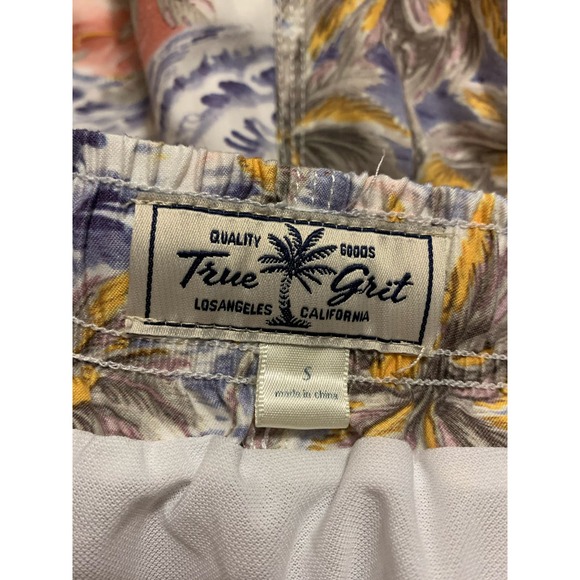 QUALITY GOODS
True Grit
LOSANGELES CALIFORNIA
S
made in china